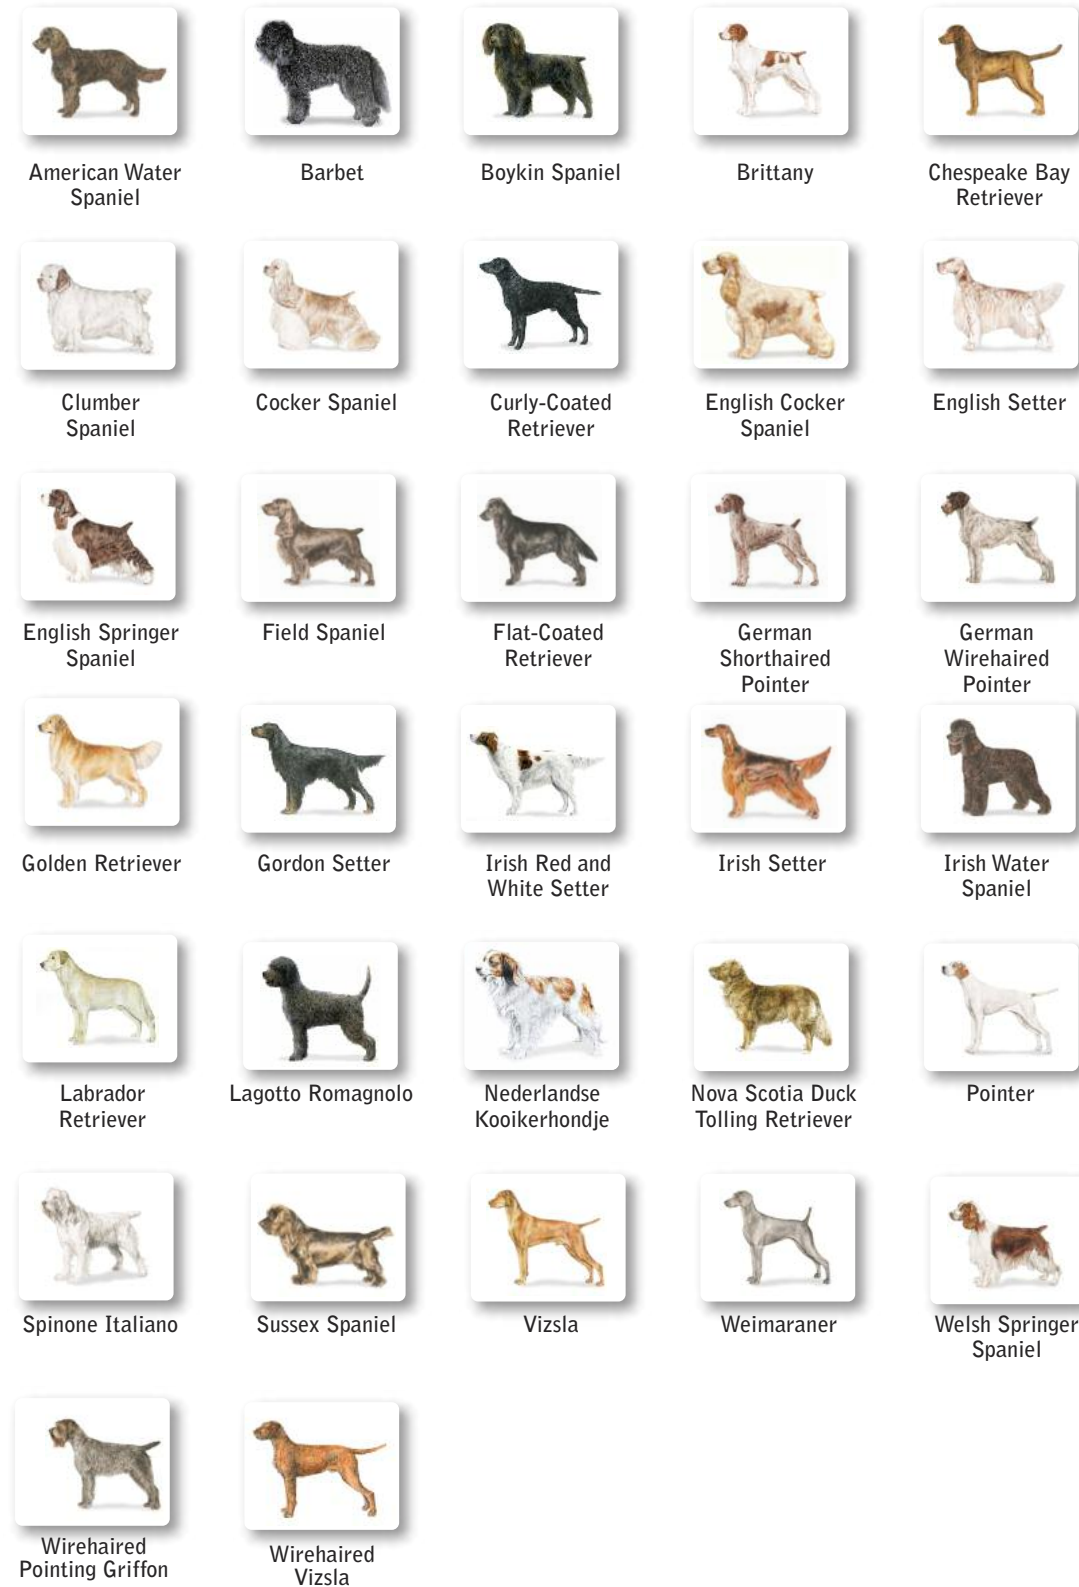 American Water
Spaniel
Barbet
Boykin Spaniel
Brittany
Chespeake Bay
Retriever
Clumber
Spaniel
Cocker Spaniel
Curly-Coated
Retriever
English Cocker
Spaniel
English Setter
English Springer
Spaniel
Field Spaniel
Flat-Coated
Retriever
German
Shorthaired
Pointer
German
Wirehaired
Pointer
Golden Retriever
Gordon Setter
Irish Red and
White Setter
Irish Setter
Irish Water
Spaniel
Labrador
Retriever
Lagotto Romagnolo
Nederlandse
Kooikerhondje
Nova Scotia Duck
Tolling Retriever
Pointer
Spinone Italiano
Sussex Spaniel
Vizsla
Weimaraner
Welsh Springer
Spaniel
Wirehaired
Pointing Griffon
Wirehaired
Vizsla